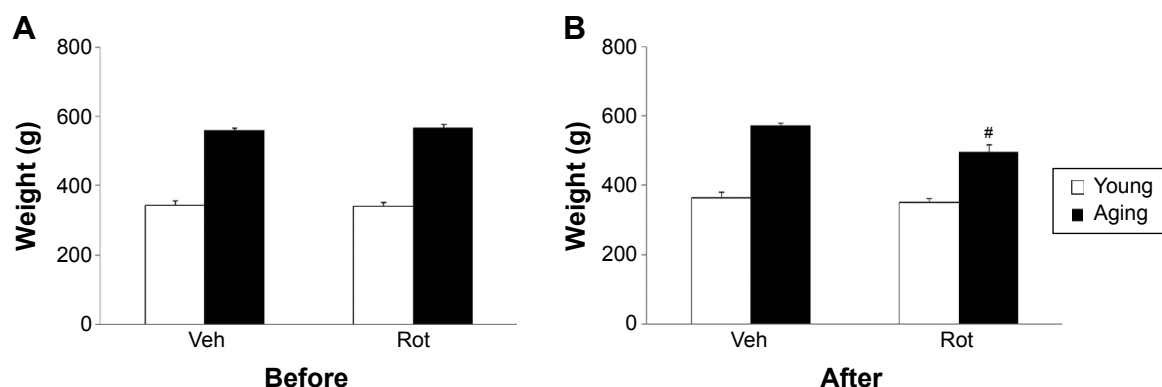 A
Weight (g)
800
600
400
200
0
Veh
Rot
Before
B
Weight (g)
800
600
400
200
0
#
Veh
Rot
After
Young
Aging